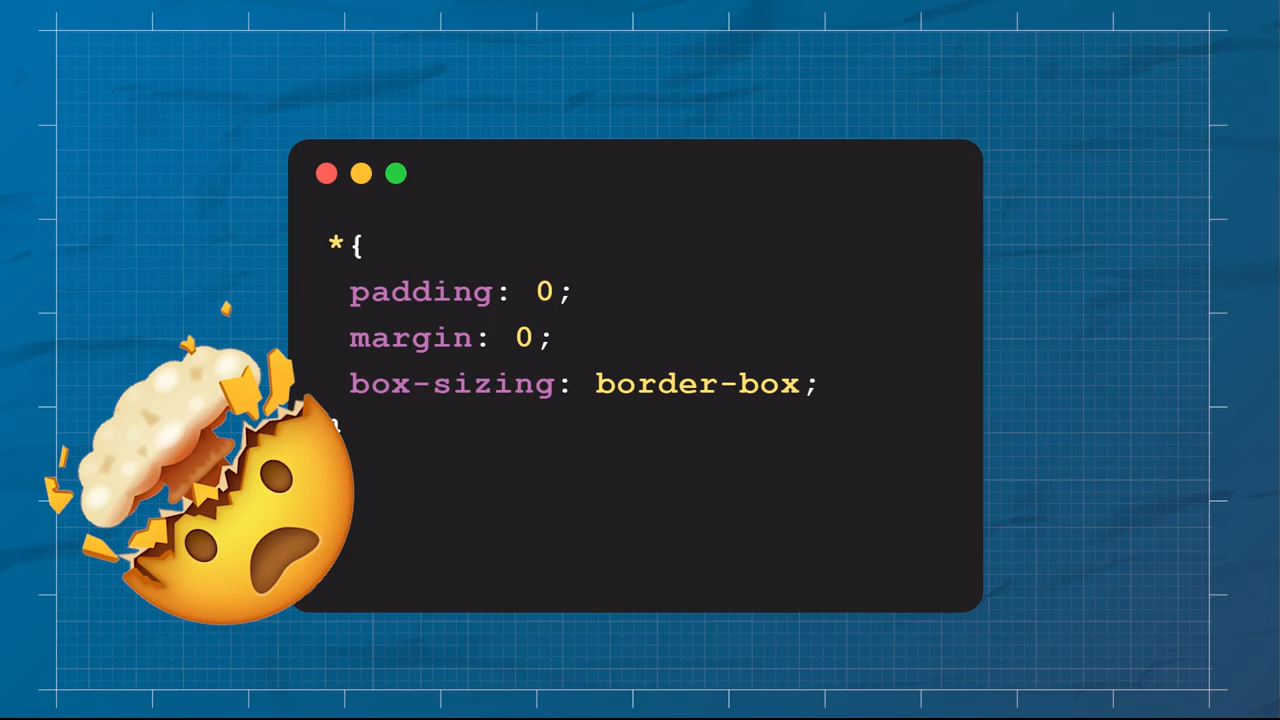 *{
padding: 0;
margin: 0;
box-sizing: border-box;
}